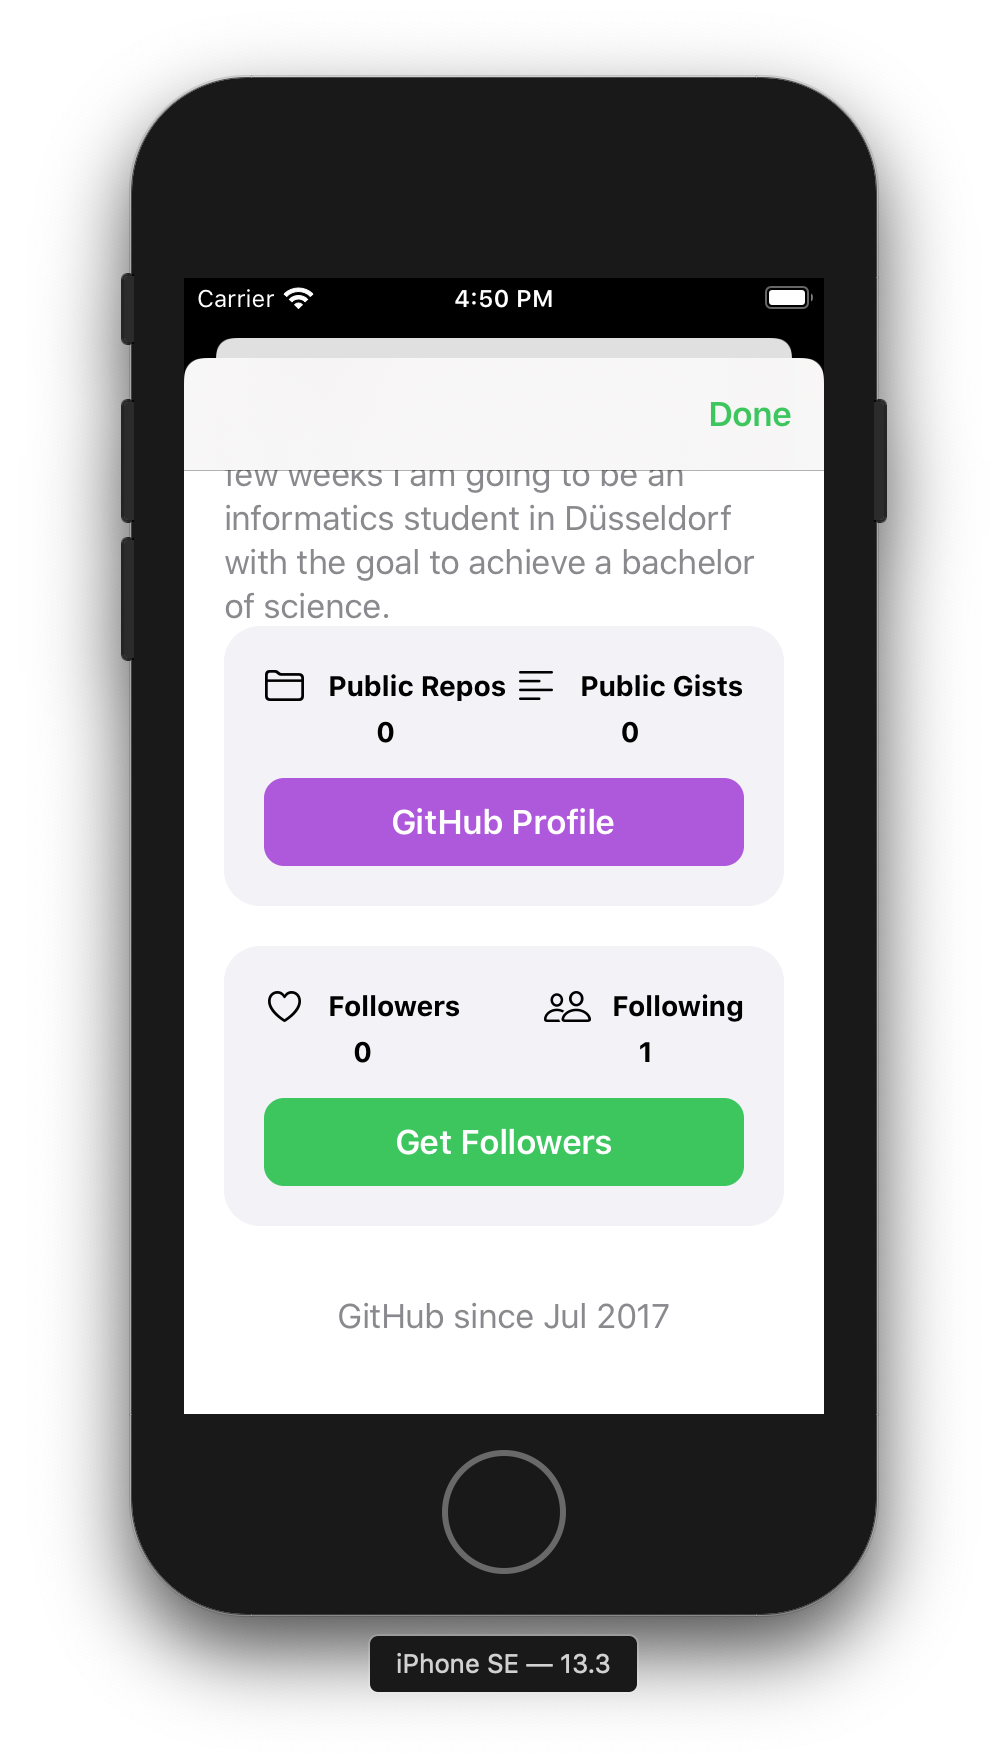 Carrier 4:50 PM
Done
few weeks I am going to be an
informatics student in Düsseldorf
with the goal to achieve a bachelor
of science.
Public Repos Public Gists
0 0
GitHub Profile
Followers Following
0 1
Get Followers
GitHub since Jul 2017
iPhone SE — 13.3